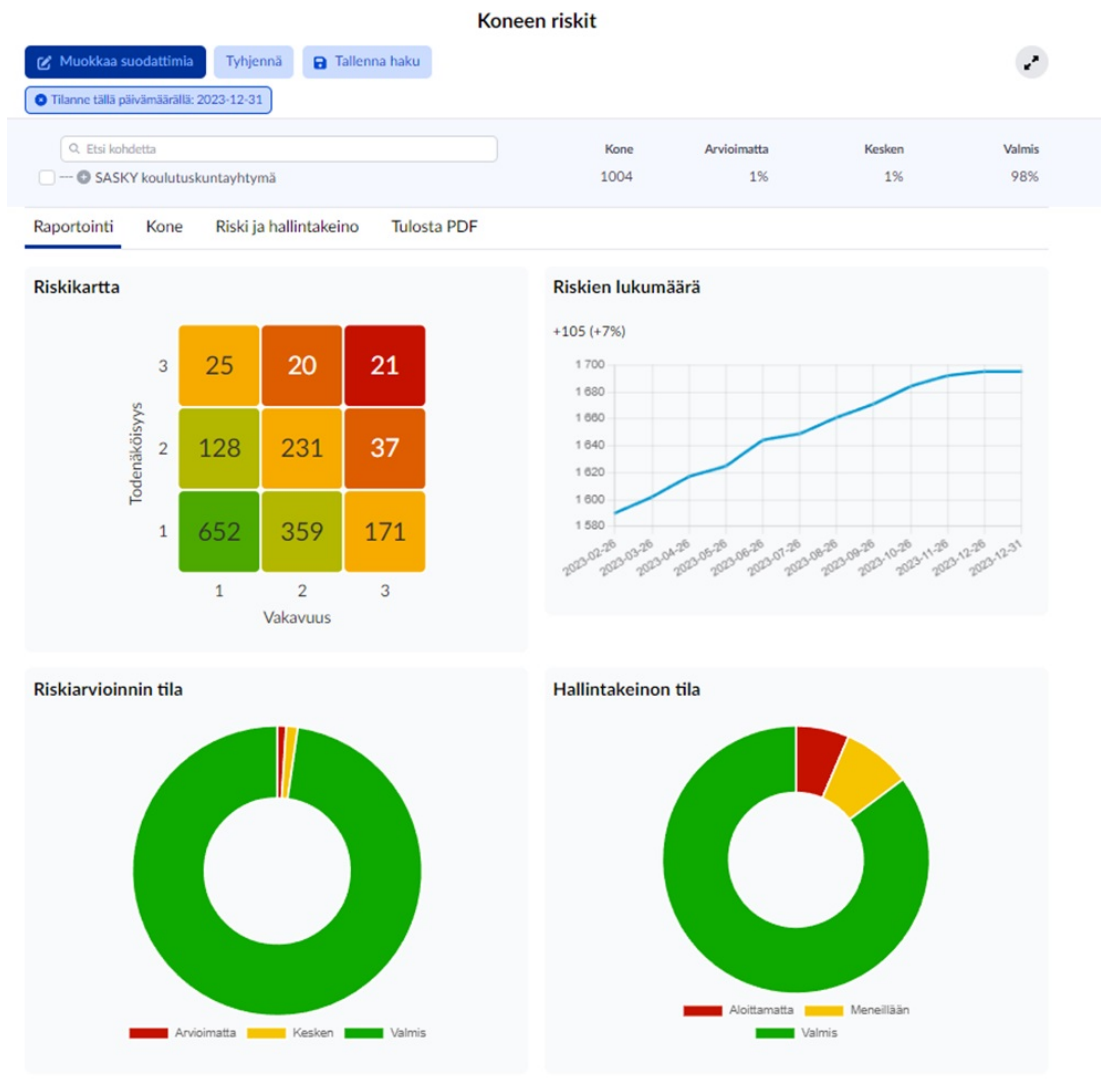 Koneen riskit
Muokkaa suodattimia Tyhjennä Tallenna haku
Tilanne tällä päivämäärällä: 2023-12-31
Etsi kohdetta Kone Arvioimatta Kesken Valmis
SASKY koulutuskuntayhtymä 1004 1% 1% 98%
Raportointi Kone Riski ja hallintakeino Tulosta PDF
Riskikartta
3 25 20 21
2 128 231 37
1 652 359 171
Todenäköisyys
1 2 3
Vakavuus
Riskien lukumäärä
+105 (+7%)
1 700
1 680
1 660
1 640
1 620
1 600
1 580
2023-02-26 2023-03-26 2023-04-26 2023-05-26 2023-06-26 2023-07-26 2023-08-26 2023-09-26 2023-10-26 2023-11-26 2023-12-26 2023-12-31
Riskiarvioinnin tila
Arvioimatta Kesken Valmis
Hallintakeinon tila
Aloittamatta Meneillään
Valmis